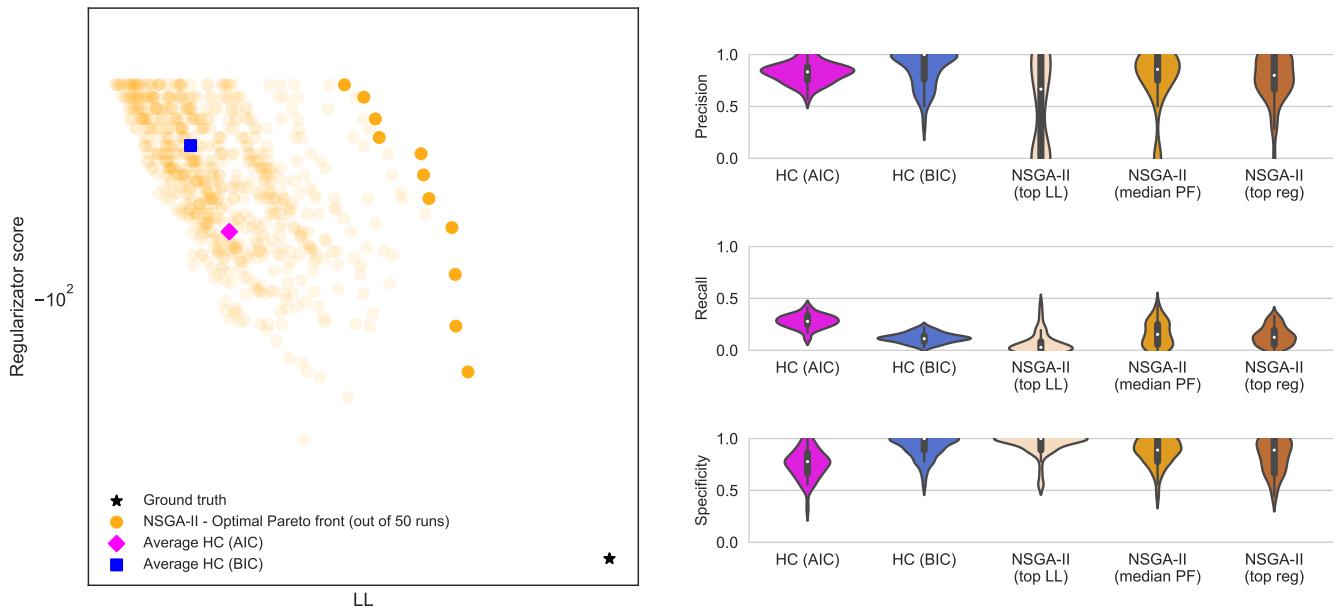 Regularizator score
−10²
Ground truth
NSGA-II - Optimal Pareto front (out of 50 runs)
Average HC (AIC)
Average HC (BIC)
LL
Precision
1.0
0.5
0.0
HC (AIC)
HC (BIC)
NSGA-II
(top LL)
NSGA-II
(median PF)
NSGA-II
(top reg)
Recall
1.0
0.5
0.0
HC (AIC)
HC (BIC)
NSGA-II
(top LL)
NSGA-II
(median PF)
NSGA-II
(top reg)
Specificity
1.0
0.5
0.0
HC (AIC)
HC (BIC)
NSGA-II
(top LL)
NSGA-II
(median PF)
NSGA-II
(top reg)